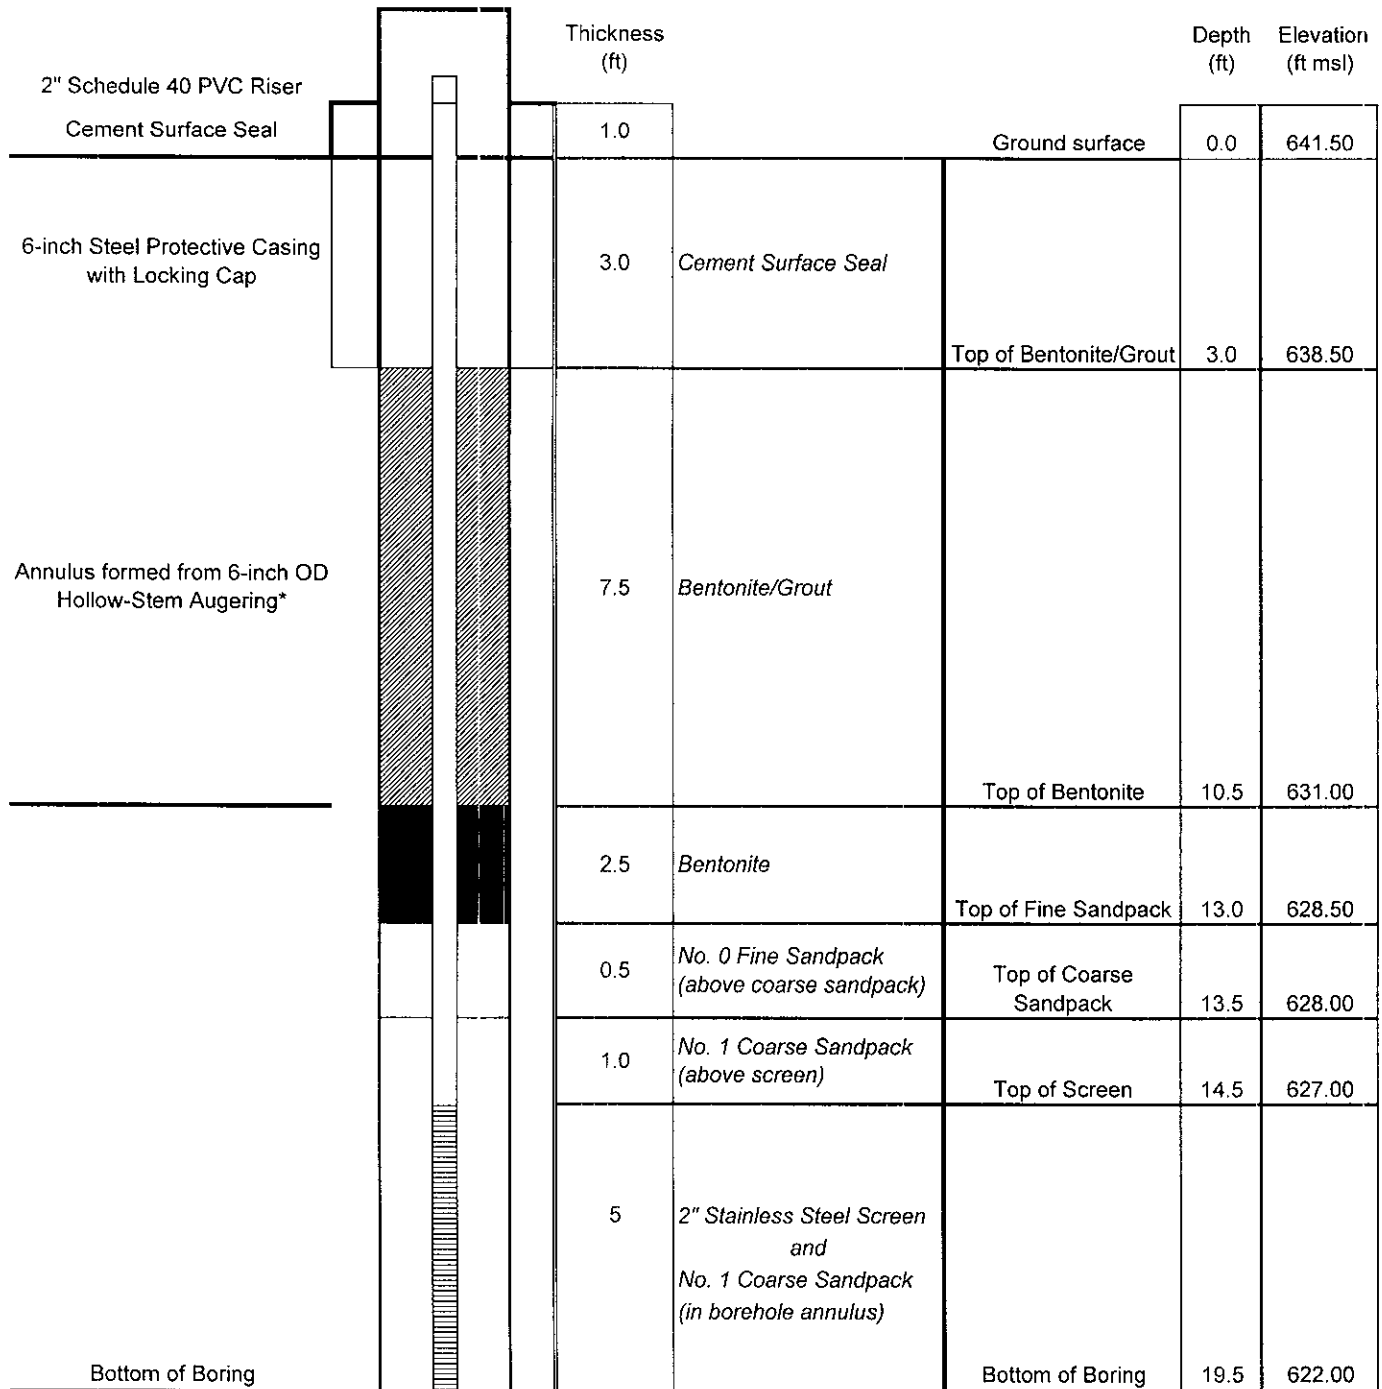 Thickness
(ft)
Depth
(ft)
Elevation
(ft msl)
2" Schedule 40 PVC Riser
Cement Surface Seal
1.0
Ground surface
0.0
641.50
6-inch Steel Protective Casing
with Locking Cap
3.0
Cement Surface Seal
Top of Bentonite/Grout
3.0
638.50
Annulus formed from 6-inch OD
Hollow-Stem Augering*
7.5
Bentonite/Grout
Top of Bentonite
10.5
631.00
2.5
Bentonite
Top of Fine Sandpack
13.0
628.50
0.5
No. 0 Fine Sandpack
(above coarse sandpack)
Top of Coarse
Sandpack
13.5
628.00
1.0
No. 1 Coarse Sandpack
(above screen)
Top of Screen
14.5
627.00
5
2" Stainless Steel Screen
and
No. 1 Coarse Sandpack
(in borehole annulus)
Bottom of Boring
Bottom of Boring
19.5
622.00